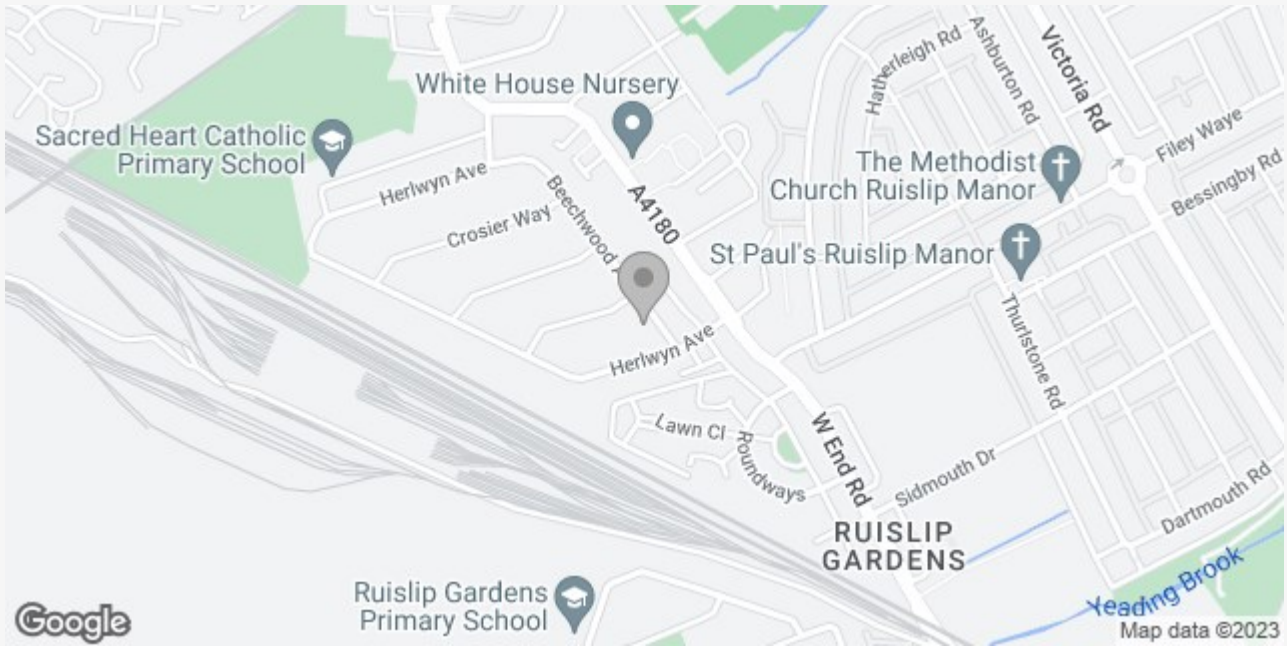 Hatherleigh Rd
Ashburton Rd
Victoria Rd
White House Nursery
Filey Waye
Sacred Heart Catholic
Primary School
The Methodist
Church Ruislip Manor
Bessingby Rd
Herlwyn Ave
Beechwood A
A4180
Crosier Way
St Paul's Ruislip Manor
Thurlstone Rd
Herlwyn Ave
Lawn Cl
Roundways
W End Rd
Sidmouth Dr
Dartmouth Rd
RUISLIP
GARDENS
Yeading Brook
Ruislip Gardens
Primary School
Google
Map data ©2023